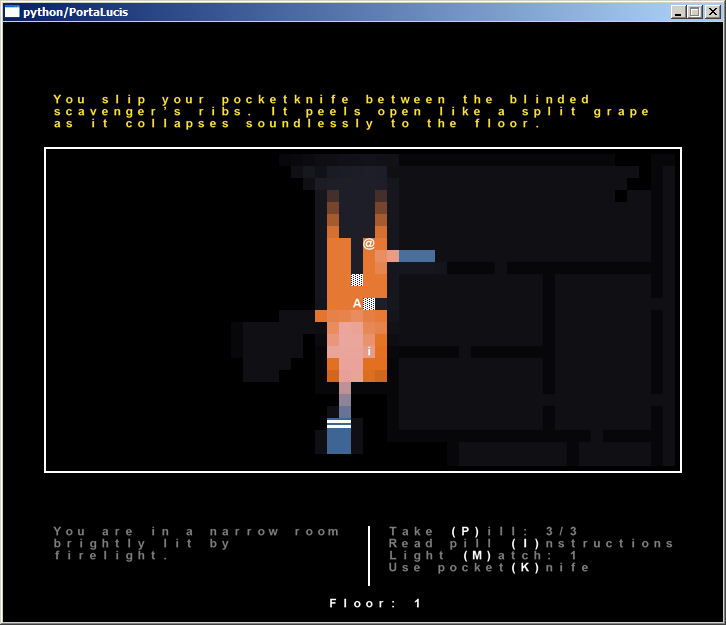 python/PortaLucis
You slip your pocketknife between the blinded
scavenger's ribs. It peels open like a split grape
as it collapses soundlessly to the floor.
@
A
i
You are in a narrow room
brightly lit by
firelight.
Take (P)ill: 3/3
Read pill (I)nstructions
Light (M)atch: 1
Use pocket(K)nife
Floor: 1